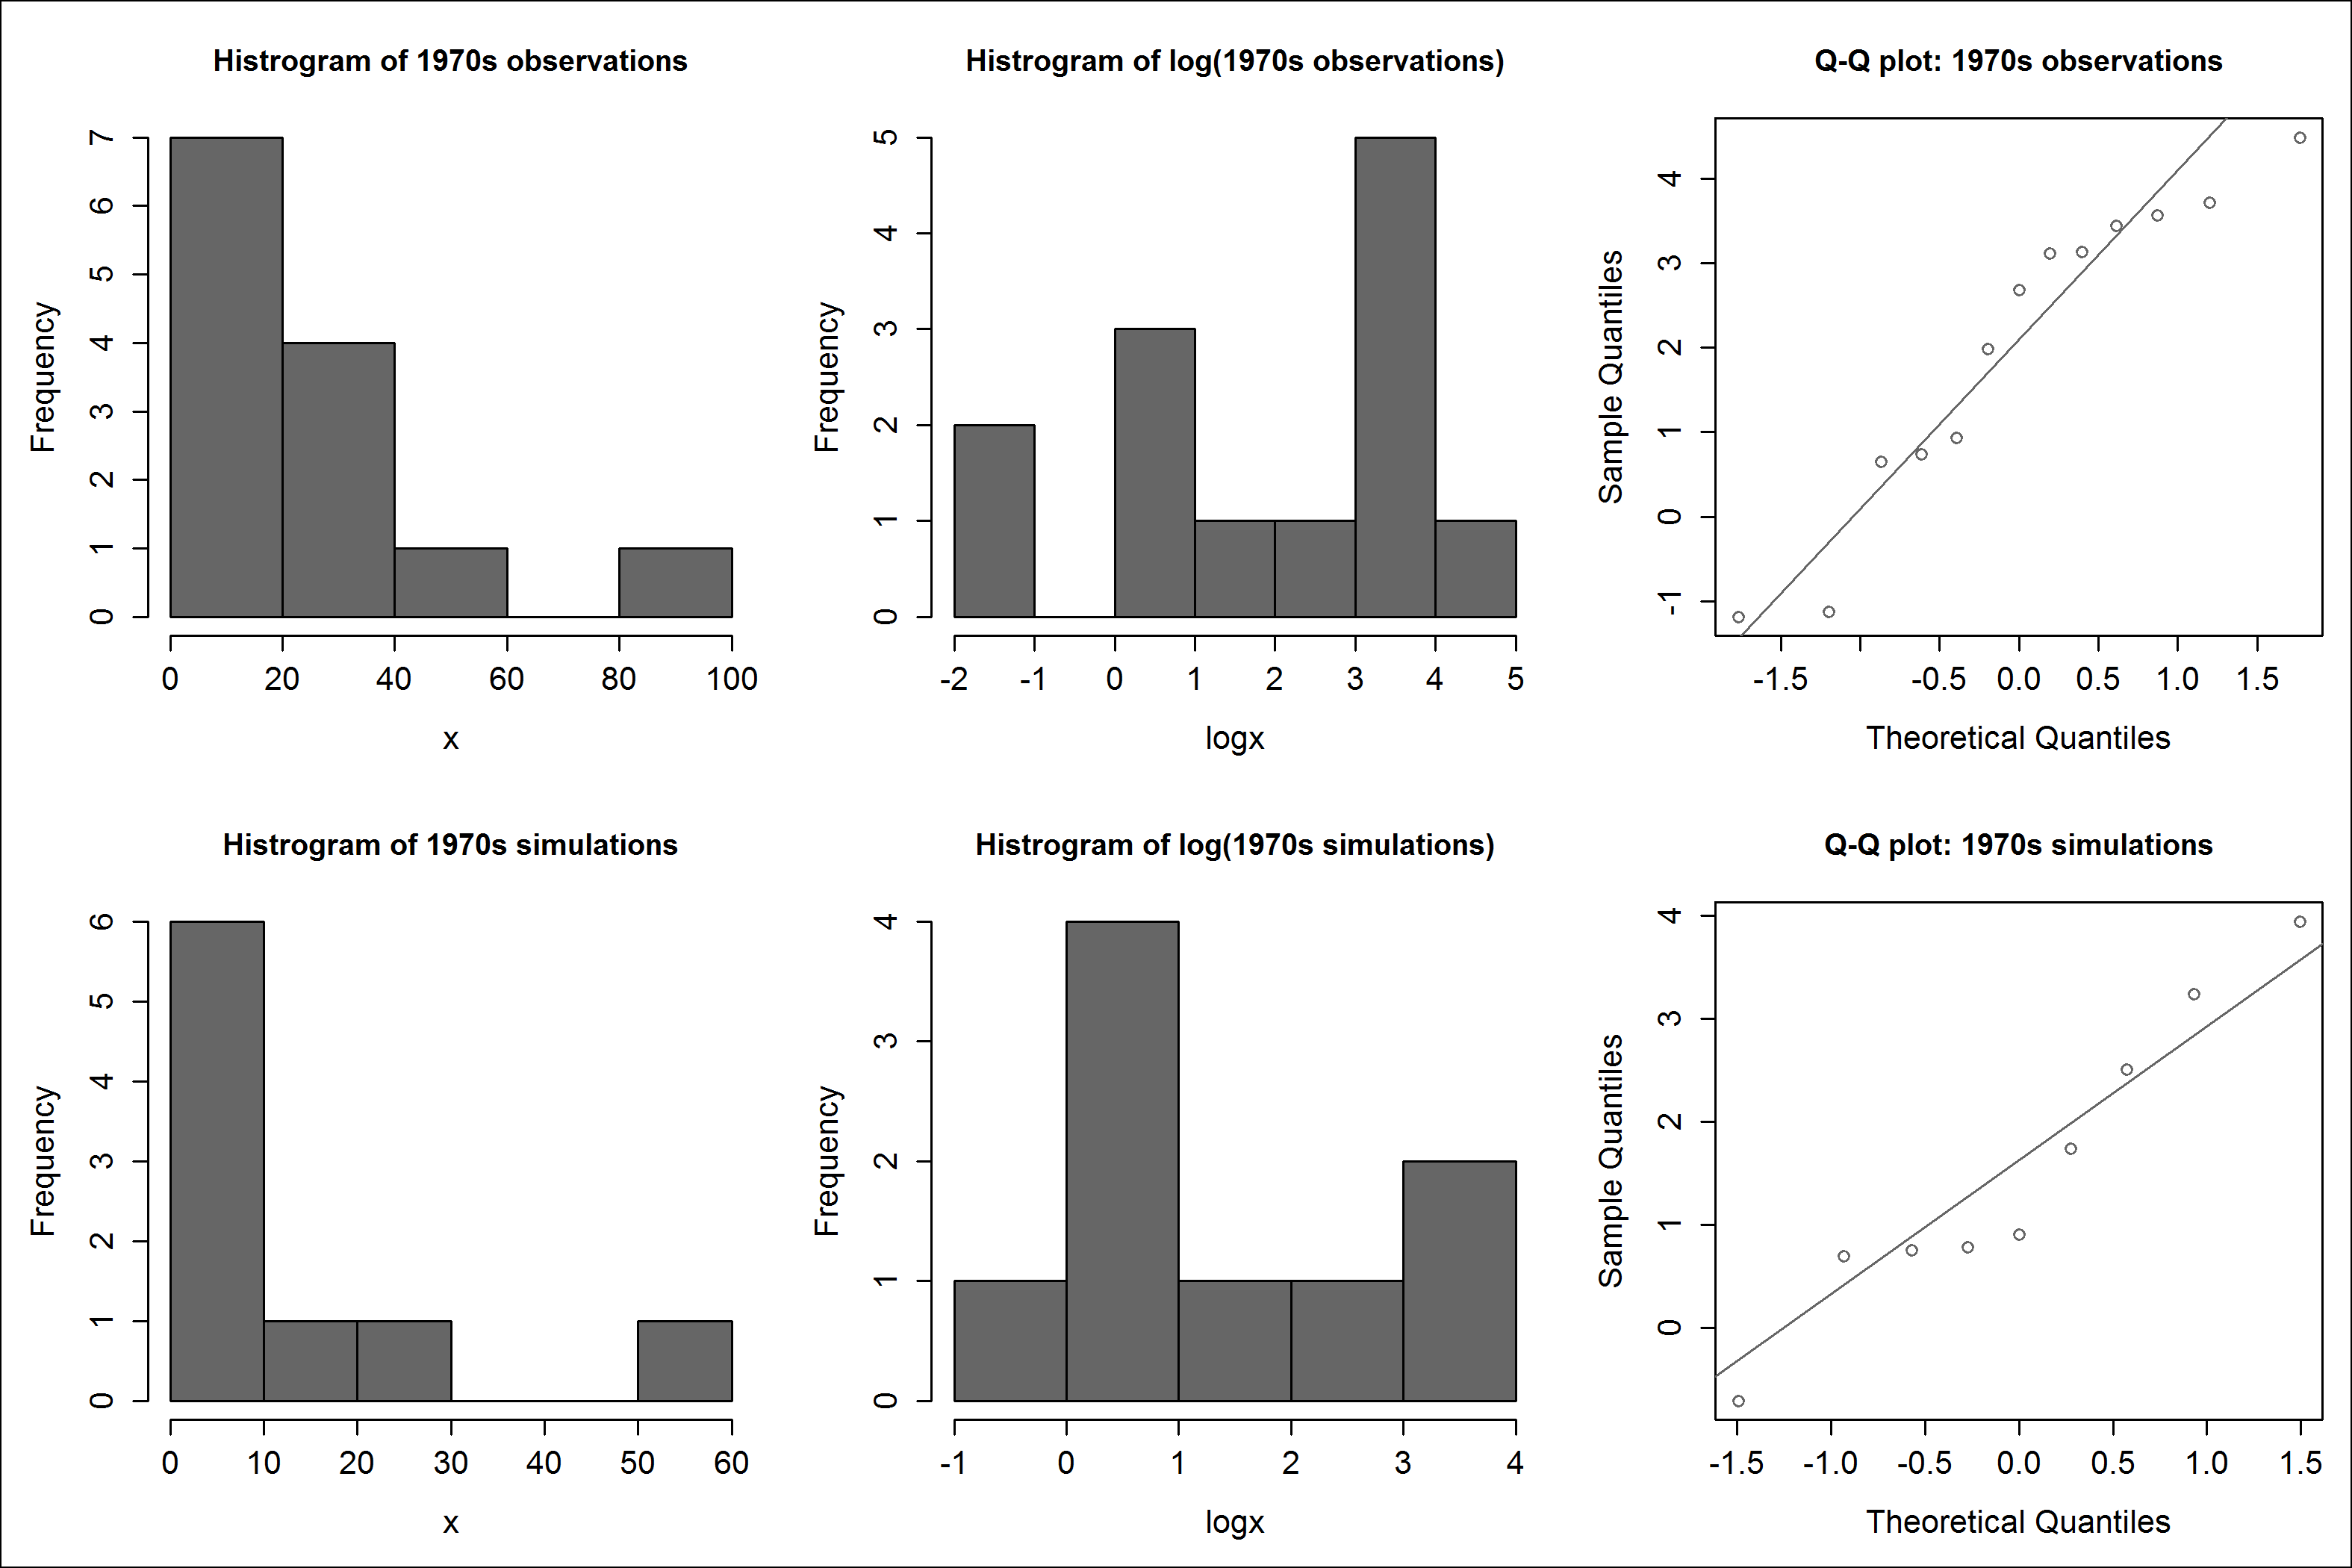 Histrogram of 1970s observations
Frequency
0 1 2 3 4 5 6 7
0 20 40 60 80 100
x
Histrogram of log(1970s observations)
Frequency
0 1 2 3 4 5
-2 -1 0 1 2 3 4 5
logx
Q-Q plot: 1970s observations
Sample Quantiles
-1 0 1 2 3 4
-1.5 -0.5 0.0 0.5 1.0 1.5
Theoretical Quantiles
Histrogram of 1970s simulations
Frequency
0 1 2 3 4 5 6
0 10 20 30 40 50 60
x
Histrogram of log(1970s simulations)
Frequency
0 1 2 3 4
-1 0 1 2 3 4
logx
Q-Q plot: 1970s simulations
Sample Quantiles
0 1 2 3 4
-1.5 -1.0 -0.5 0.0 0.5 1.0 1.5
Theoretical Quantiles